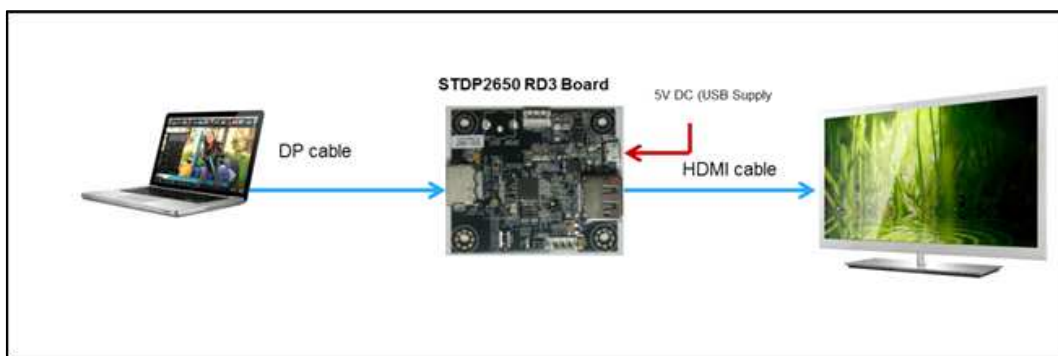 STDP2650 RD3 Board
5V DC (USB Supply
DP cable
HDMI cable